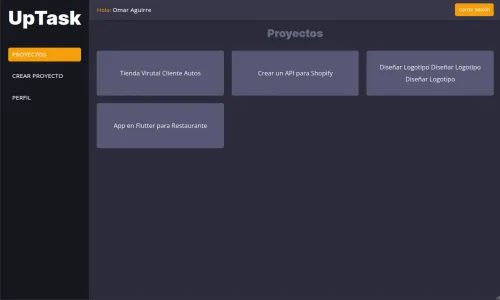 UpTask
Hola: Omar Aguirre
Cerrar Sesión
Proyectos
PROYECTOS
CREAR PROYECTO
PERFIL
Tienda Virutal Cliente Autos
Crear un API para Shopify
Diseñar Logotipo Diseñar Logotipo
Diseñar Logotipo
App en Flutter para Restaurante